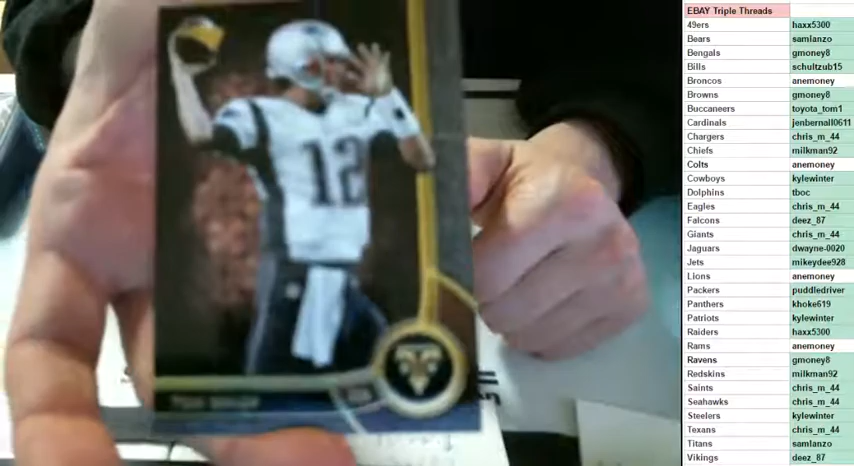 12
EBAY Triple Threads
49ers haxx5300
Bears samlanzo
Bengals gmoney8
Bills schultzub15
Broncos anemoney
Browns gmoney8
Buccaneers toyota_tom1
Cardinals jenbernall0611
Chargers chris_m_44
Chiefs milkman92
Colts anemoney
Cowboys kylewinter
Dolphins tboc
Eagles chris_m_44
Falcons deez_87
Giants chris_m_44
Jaguars dwayne-0020
Jets mikeydee928
Lions anemoney
Packers puddledriver
Panthers khoke619
Patriots kylewinter
Raiders haxx5300
Rams anemoney
Ravens gmoney8
Redskins milkman92
Saints chris_m_44
Seahawks chris_m_44
Steelers kylewinter
Texans chris_m_44
Titans samlanzo
Vikings deez_87